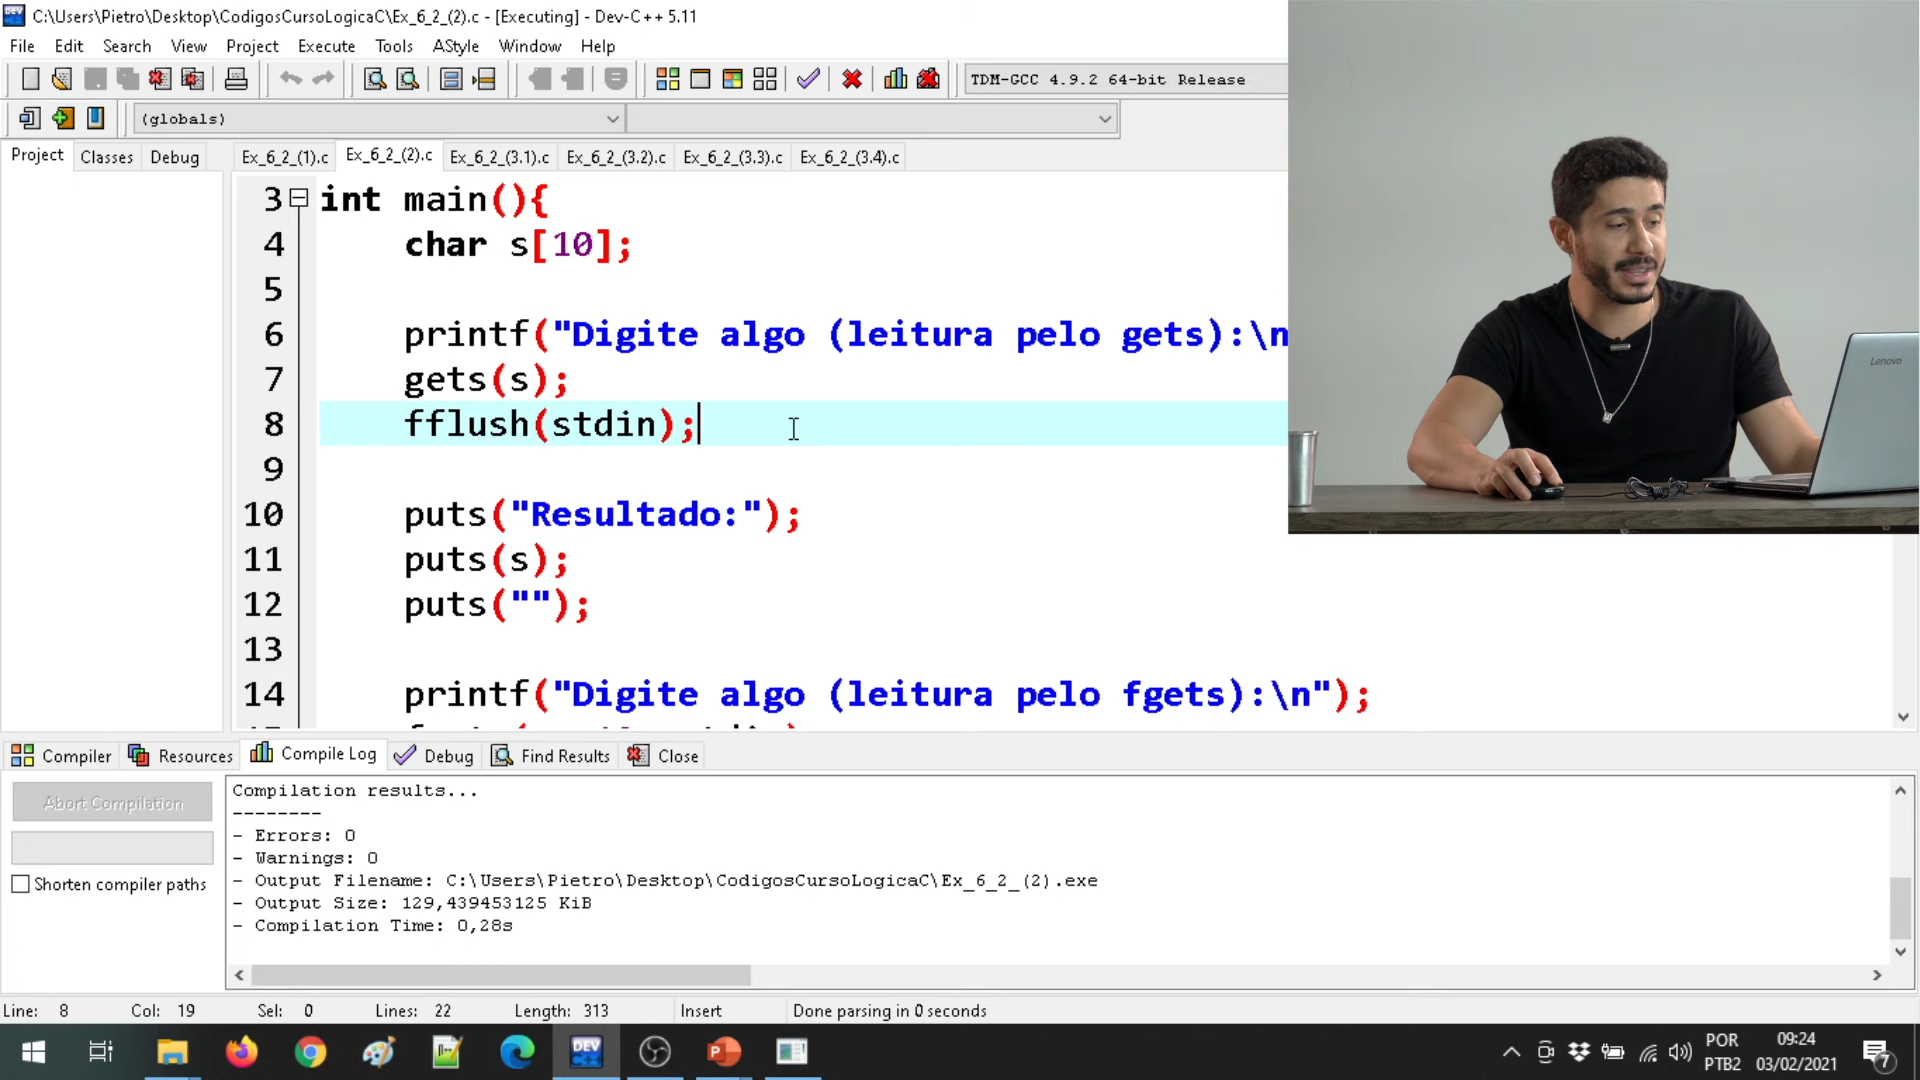 C:\Users\Pietro\Desktop\CodigosCursoLogicaC\Ex_6_2_(2).c - [Executing] - Dev-C++ 5.11
File Edit Search View Project Execute Tools AStyle Window Help
TDM-GCC 4.9.2 64-bit Release
(globals)
Project Classes Debug
Ex_6_2_(1).c Ex_6_2_(2).c Ex_6_2_(3.1).c Ex_6_2_(3.2).c Ex_6_2_(3.3).c Ex_6_2_(3.4).c
3 int main(){
4 char s[10];
5
6 printf("Digite algo (leitura pelo gets):\n
7 gets(s);
8 fflush(stdin);
9
10 puts("Resultado:");
11 puts(s);
12 puts("");
13
14 printf("Digite algo (leitura pelo fgets):\n");
Lenovo
Compiler Resources Compile Log Debug Find Results Close
Abort Compilation
Shorten compiler paths
Compilation results...
--------
- Errors: 0
- Warnings: 0
- Output Filename: C:\Users\Pietro\Desktop\CodigosCursoLogicaC\Ex_6_2_(2).exe
- Output Size: 129,439453125 KiB
- Compilation Time: 0,28s
Line: 8 Col: 19 Sel: 0 Lines: 22 Length: 313 Insert Done parsing in 0 seconds
DEV C++
POR
PTB2
09:24
03/02/2021
7